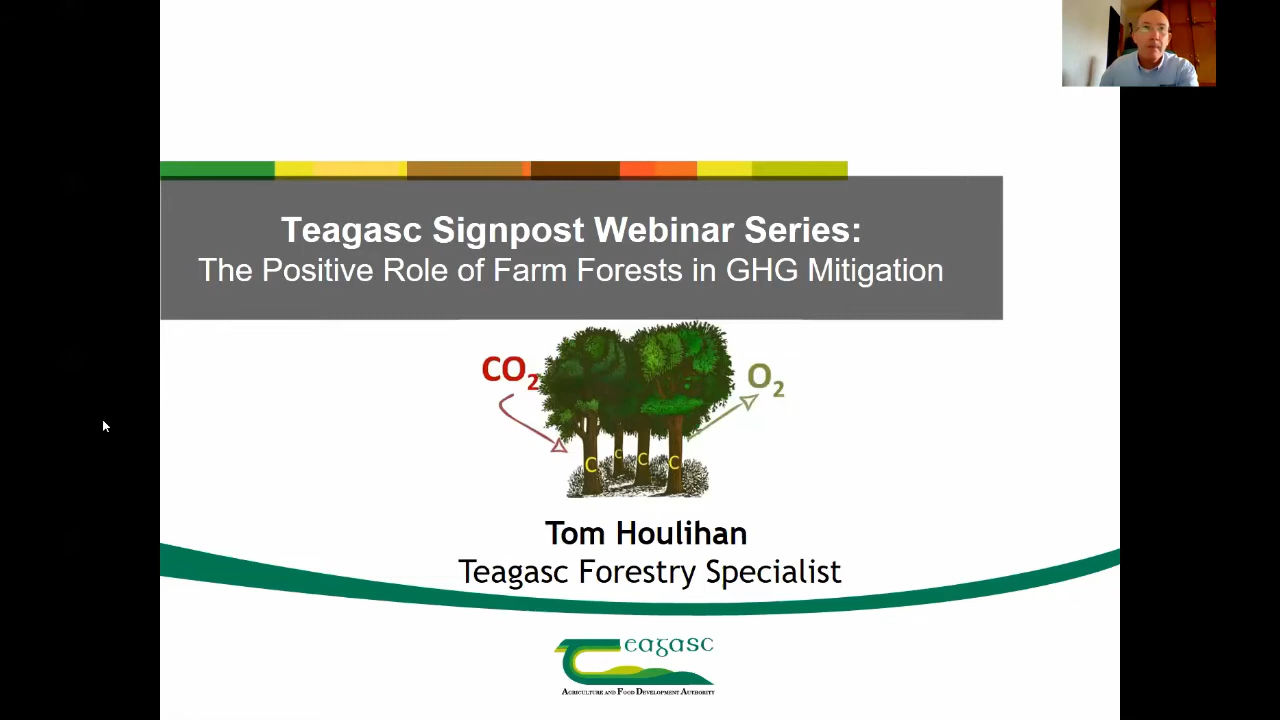 Teagasc Signpost Webinar Series:
The Positive Role of Farm Forests in GHG Mitigation
CO₂
O₂
C C C C
Tom Houlihan
Teagasc Forestry Specialist
Teagasc
AGRICULTURE AND FOOD DEVELOPMENT AUTHORITY